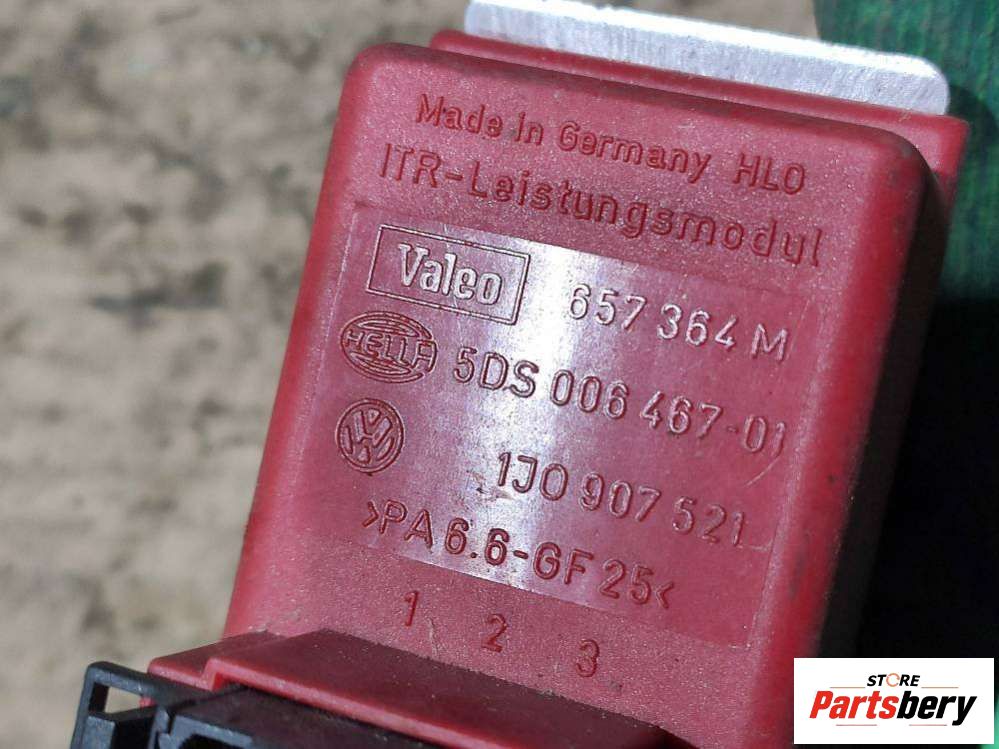 Made in Germany HLO
ITR-Leistungsmodul
Valeo 657 364 M
HELLA 5DS 006 467-01
VW 1J0 907 521
>PA 6.6-GF 25<
1 2 3
STORE
Partsbery